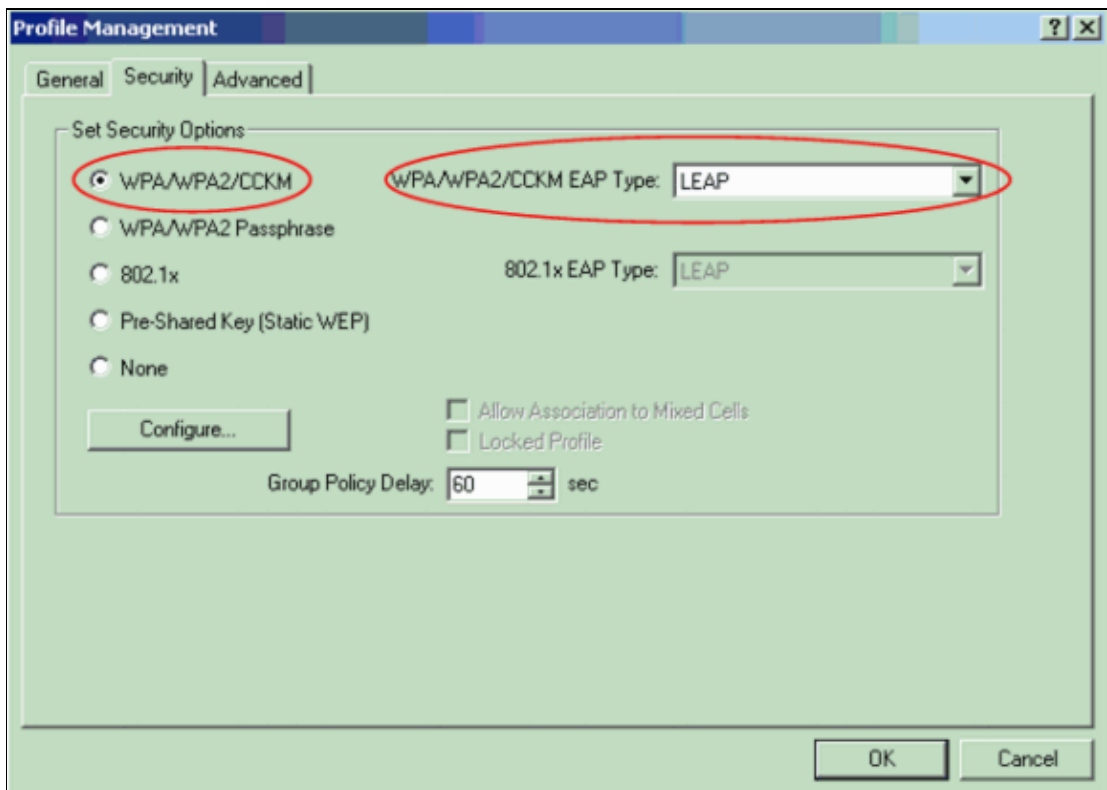 Profile Management
General Security Advanced
Set Security Options
WPA/WPA2/CCKM WPA/WPA2/CCKM EAP Type: LEAP
WPA/WPA2 Passphrase
802.1x 802.1x EAP Type: LEAP
Pre-Shared Key (Static WEP)
None
Configure... Allow Association to Mixed Cells
Locked Profile
Group Policy Delay: 60 sec
OK Cancel